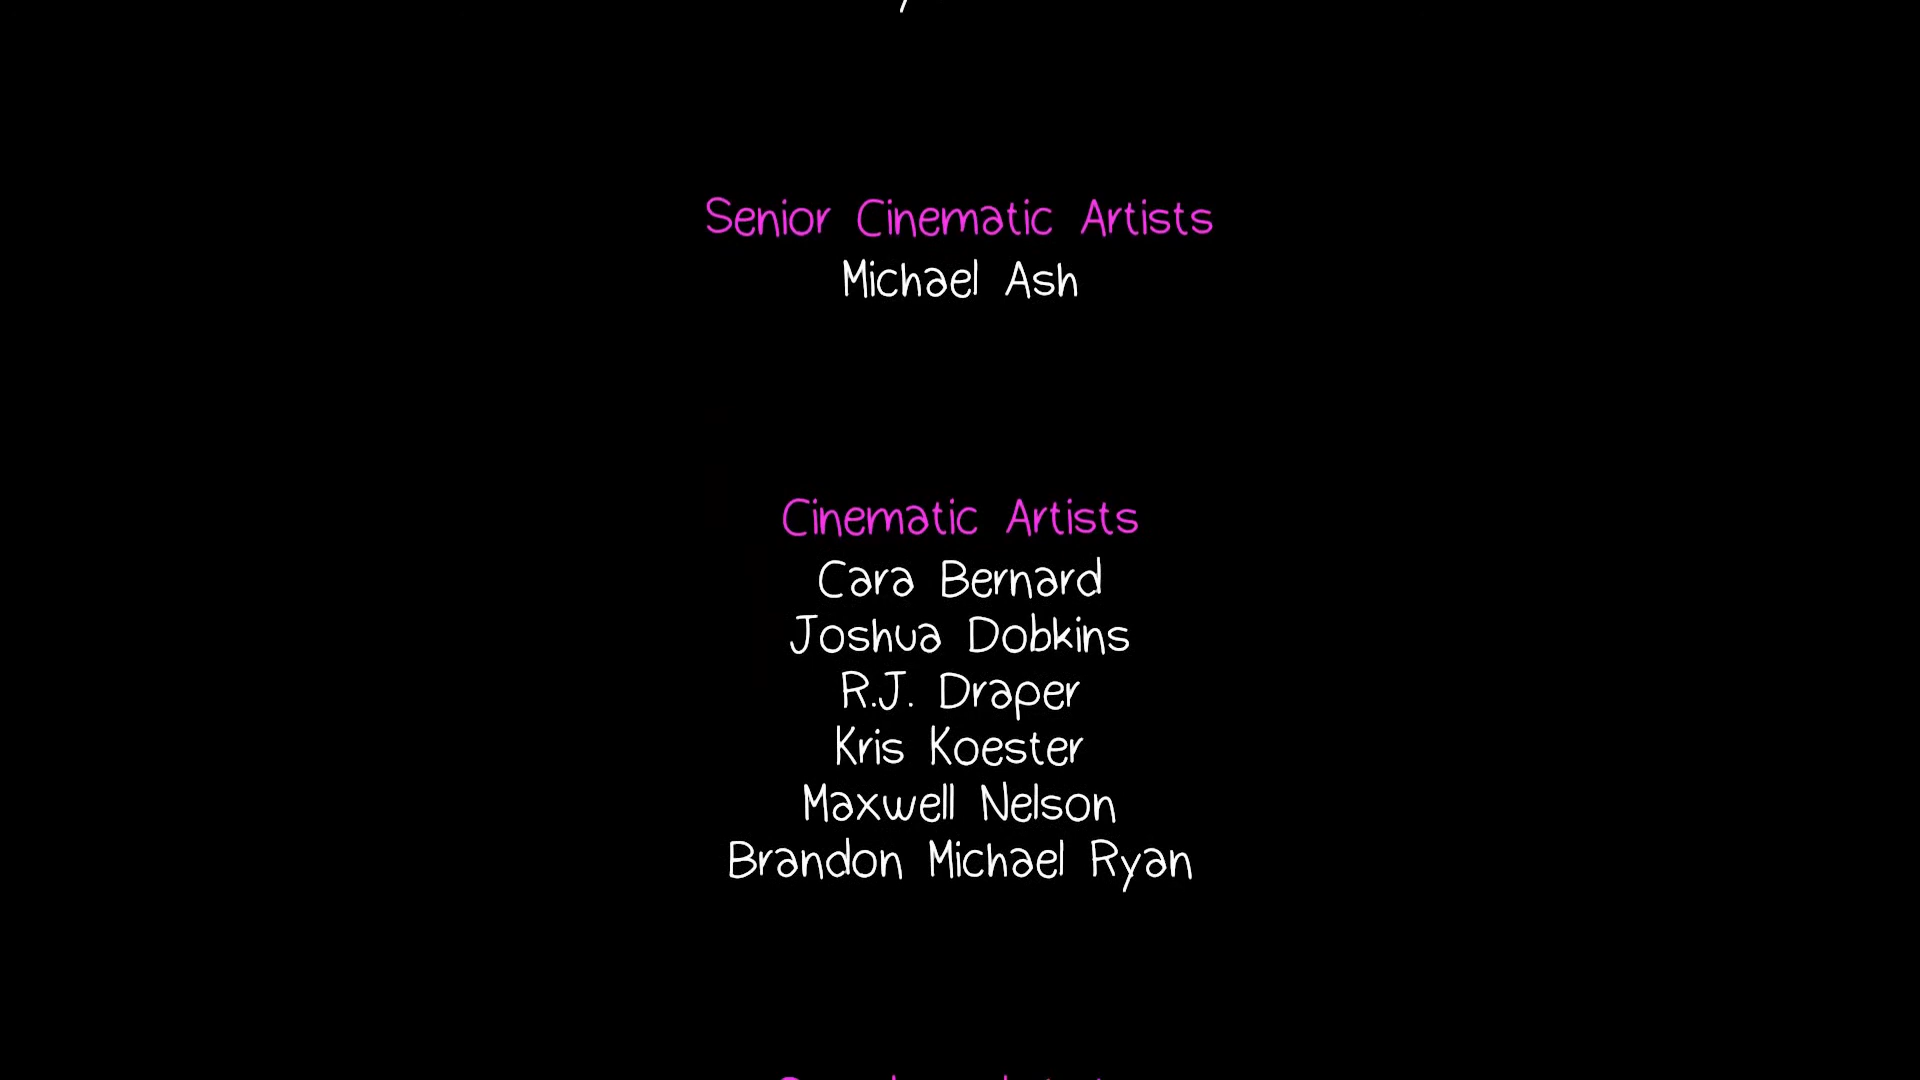 Senior Cinematic Artists
Michael Ash
Cinematic Artists
Cara Bernard
Joshua Dobkins
R.J. Draper
Kris Koester
Maxwell Nelson
Brandon Michael Ryan